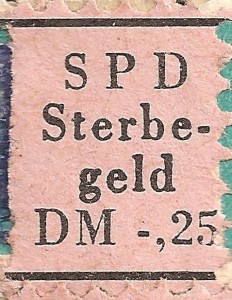 SPD
Sterbe-
geld
DM -,25